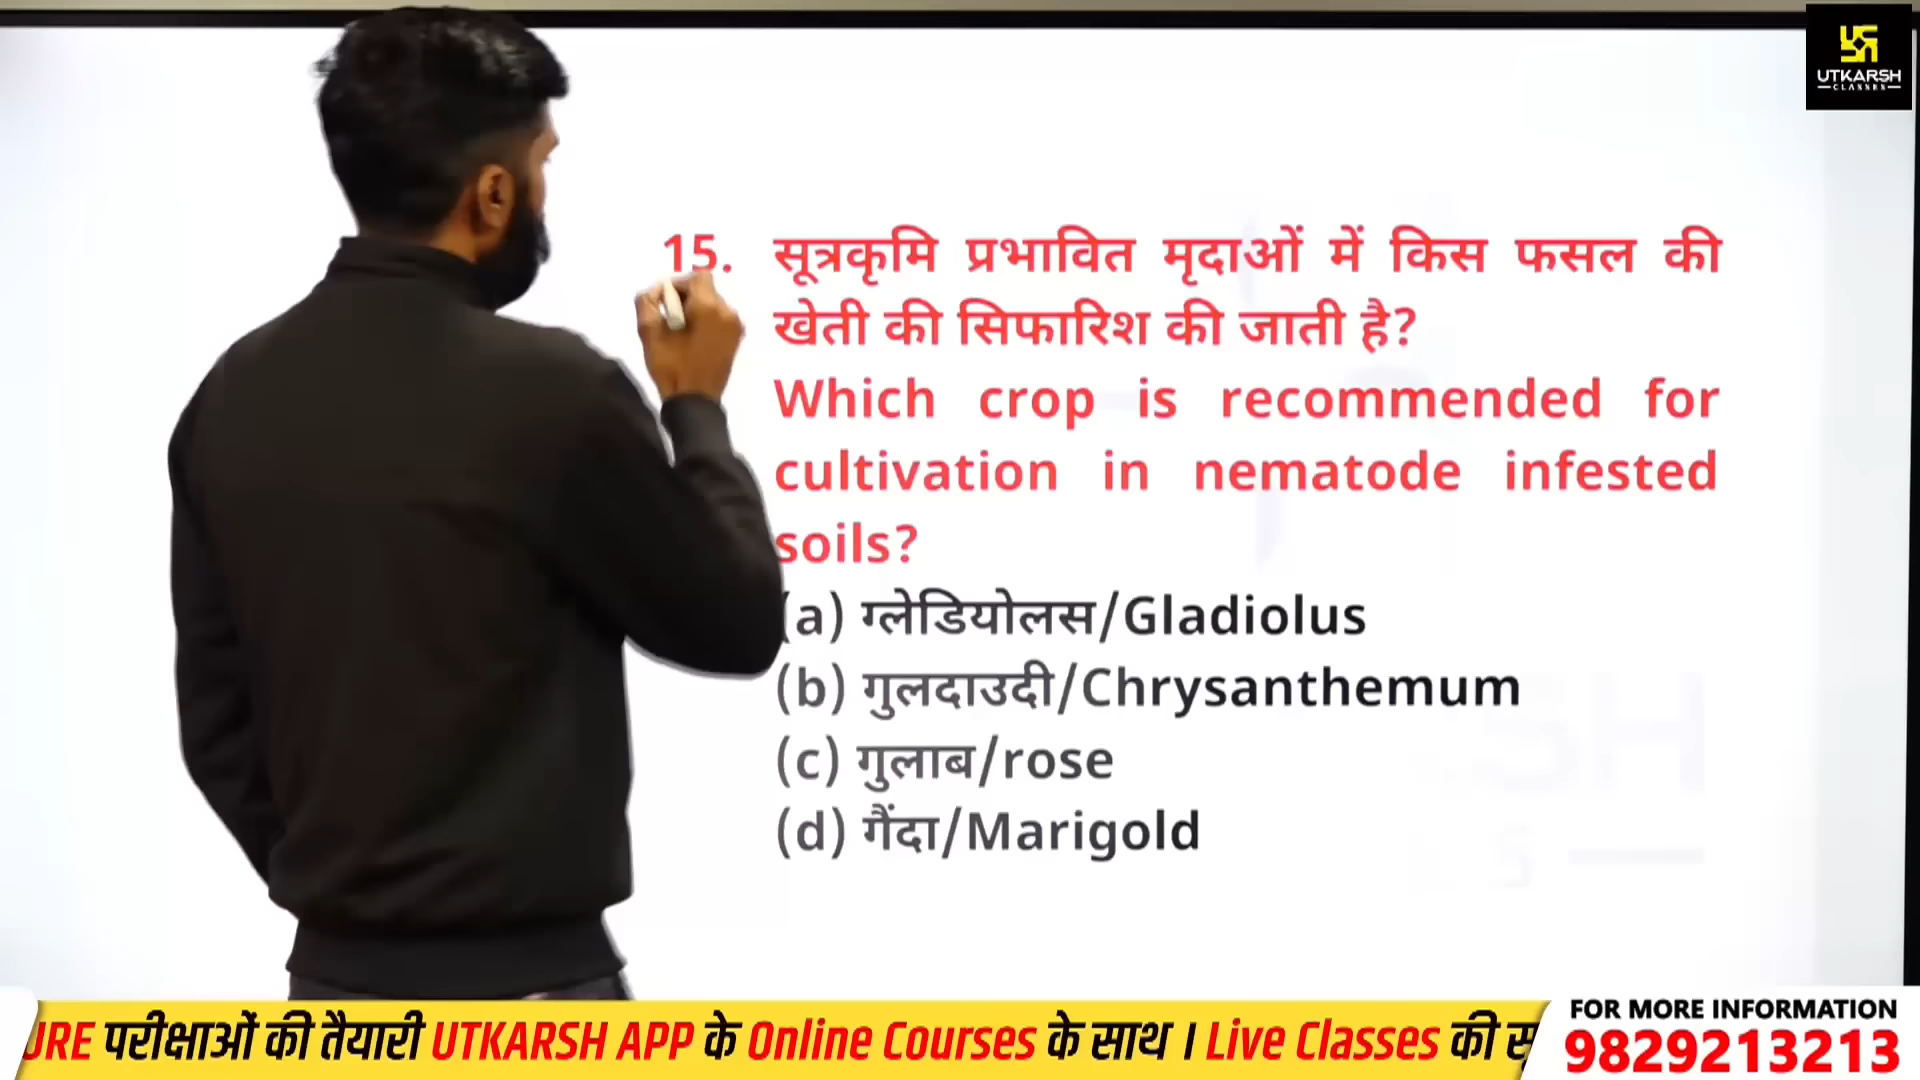 UTKARSH
CLASSES
15. सूत्रकृमि प्रभावित मृदाओं में किस फसल की
खेती की सिफारिश की जाती है?
Which crop is recommended for
cultivation in nematode infested
soils?
(a) ग्लेडियोलस/Gladiolus
(b) गुलदाउदी/Chrysanthemum
(c) गुलाब/rose
(d) गैंदा/Marigold
परीक्षाओं की तैयारी UTKARSH APP के Online Courses के साथ । Live Classes की
FOR MORE INFORMATION
9829213213